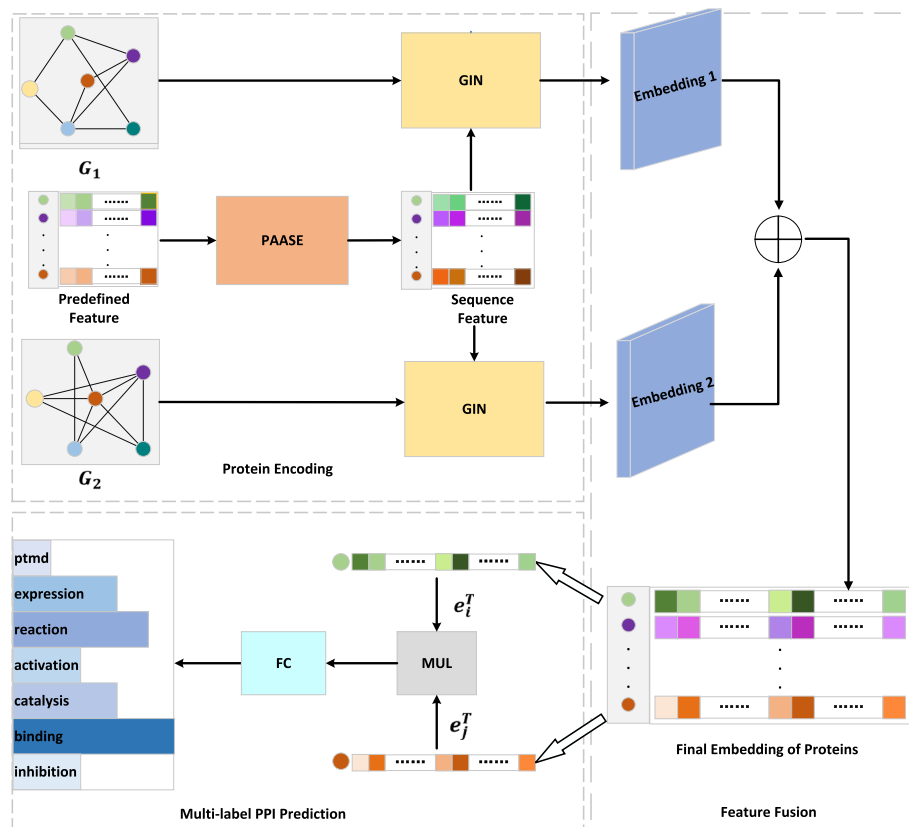 GIN
Embedding 1
G1
PAASE
Predefined
Feature
Sequence
Feature
GIN
Embedding 2
G2
Protein Encoding
ptmd
expression
reaction
activation
catalysis
binding
inhibition
FC
MUL
e_i^T
e_j^T
Multi-label PPI Prediction
Final Embedding of Proteins
Feature Fusion